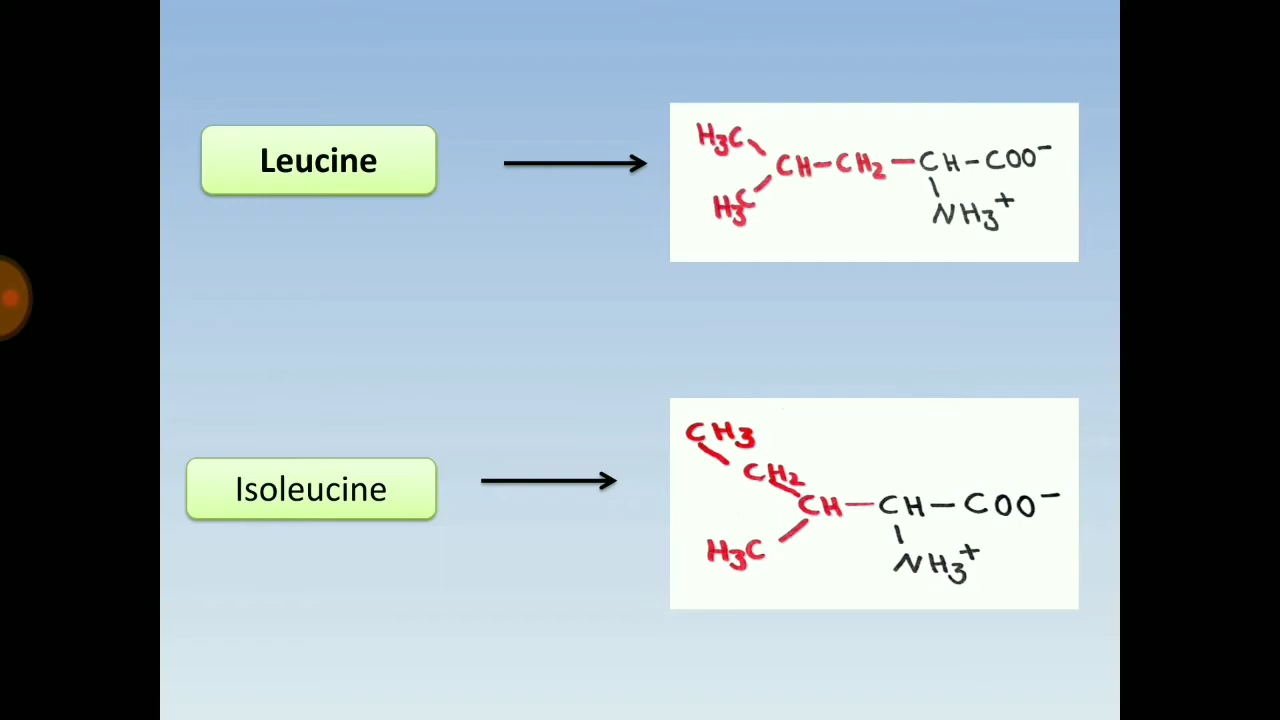 Leucine
H3C
CH-CH2-CH-COO-
H3C
NH3+
Isoleucine
CH3
CH2
CH-CH-COO-
H3C
NH3+